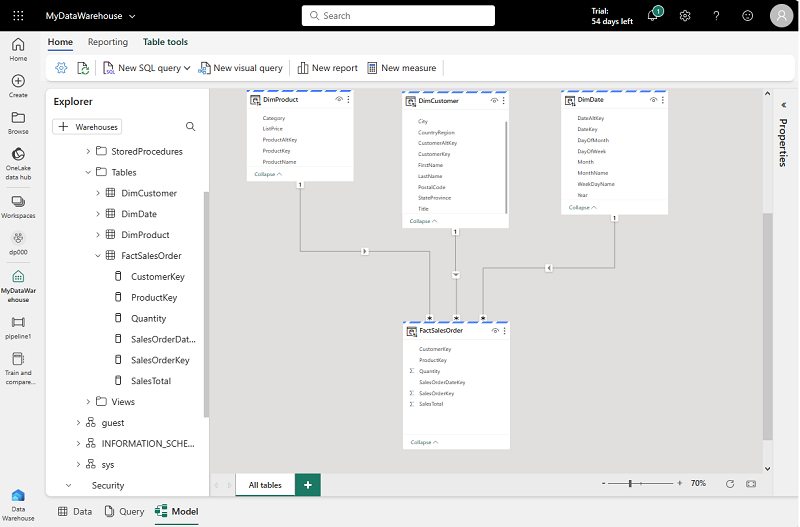 MyDataWarehouse
Search
Trial:
54 days left
1
?
Home
Reporting
Table tools
New SQL query
New visual query
New report
New measure
Home
Create
Browse
OneLake
data hub
Workspaces
dp000
MyDataWar
ehouse
pipeline1
Train and
compare...
Data
Warehouse
Explorer
+ Warehouses
StoredProcedures
Tables
DimCustomer
DimDate
DimProduct
FactSalesOrder
CustomerKey
ProductKey
Quantity
SalesOrderDat...
SalesOrderKey
SalesTotal
Views
guest
INFORMATION_SCHE...
sys
Security
DimProduct
Category
ListPrice
ProductAltKey
ProductKey
ProductName
Collapse
1
DimCustomer
City
CountryRegion
CustomerAltKey
CustomerKey
FirstName
LastName
PostalCode
StateProvince
Title
Collapse
1
DimDate
DateAltKey
DateKey
DayOfMonth
DayOfWeek
Month
MonthName
WeekDayName
Year
Collapse
1
* * *
FactSalesOrder
CustomerKey
ProductKey
Σ Quantity
SalesOrderDateKey
Σ SalesOrderKey
Σ SalesTotal
Collapse
Properties
All tables
+
- + 70%
Data
Query
Model